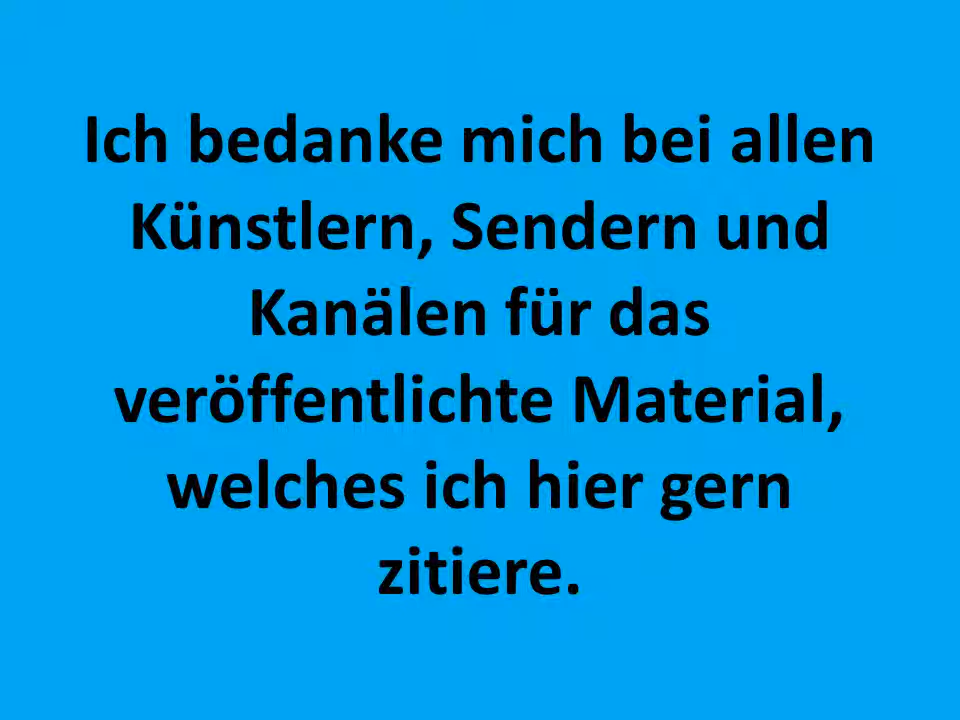 Ich bedanke mich bei allen
Künstlern, Sendern und
Kanälen für das
veröffentlichte Material,
welches ich hier gern
zitiere.